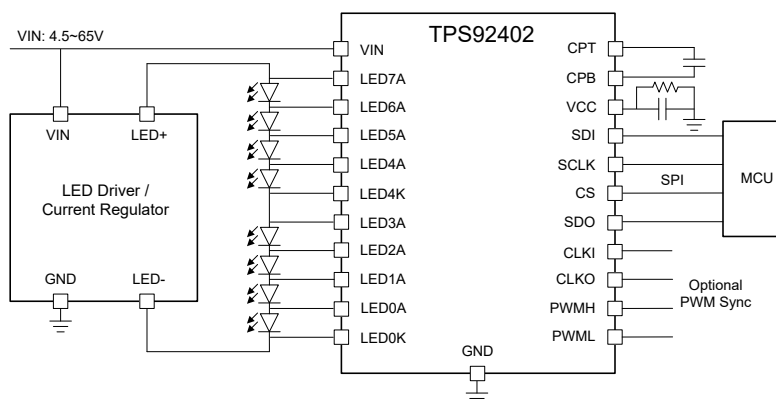 VIN: 4.5~65V
TPS92402
VIN
LED7A
LED6A
LED5A
LED4A
LED4K
LED3A
LED2A
LED1A
LED0A
LED0K
CPT
CPB
VCC
SDI
SCLK
CS
SDO
CLKI
CLKO
PWMH
PWML
GND
VIN
LED+
LED Driver /
Current Regulator
GND
LED-
SPI
MCU
Optional
PWM Sync